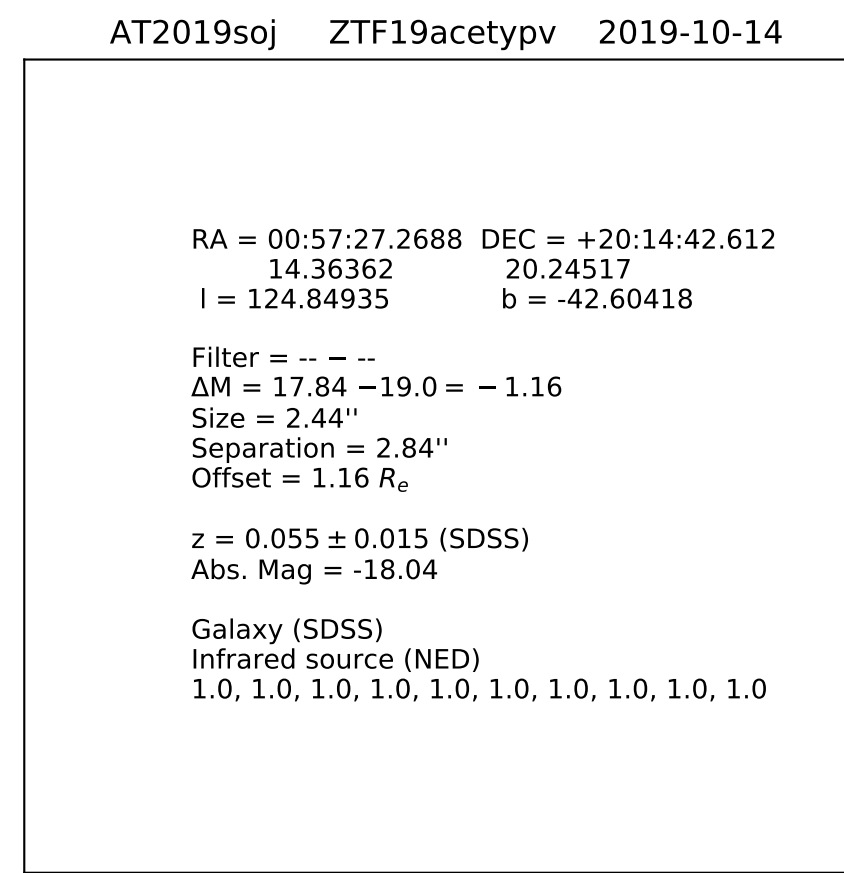 AT2019soj ZTF19acetypv 2019-10-14
RA = 00:57:27.2688 DEC = +20:14:42.612
14.36362 20.24517
l = 124.84935 b = -42.60418
Filter = -- − --
ΔM = 17.84 −19.0 = − 1.16
Size = 2.44''
Separation = 2.84''
Offset = 1.16 Rₑ
z = 0.055 ± 0.015 (SDSS)
Abs. Mag = -18.04
Galaxy (SDSS)
Infrared source (NED)
1.0, 1.0, 1.0, 1.0, 1.0, 1.0, 1.0, 1.0, 1.0, 1.0